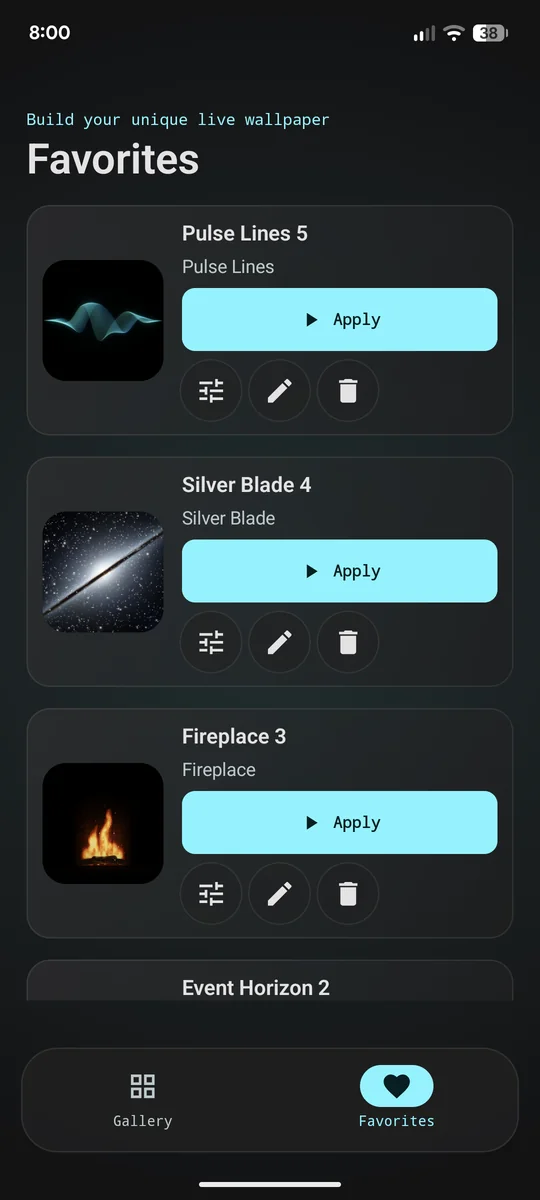 8:00
38
Build your unique live wallpaper
Favorites
Pulse Lines 5
Pulse Lines
Apply
Silver Blade 4
Silver Blade
Apply
Fireplace 3
Fireplace
Apply
Event Horizon 2
Gallery
Favorites